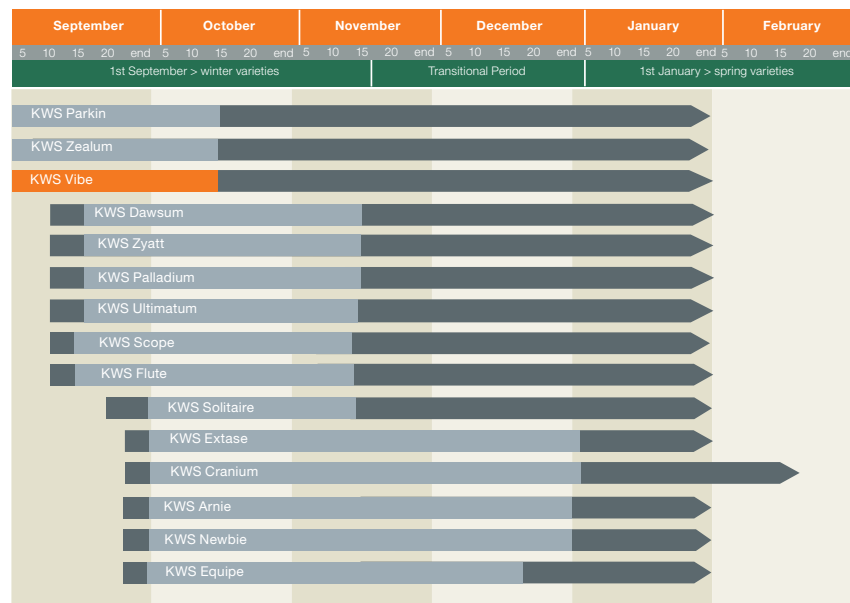 September October November December January February
5 10 15 20 end 5 10 15 20 end 5 10 15 20 end 5 10 15 20 end 5 10 15 20 end 5 10 15 20 end
1st September > winter varieties Transitional Period 1st January > spring varieties
KWS Parkin
KWS Zealum
KWS Vibe
KWS Dawsum
KWS Zyatt
KWS Palladium
KWS Ultimatum
KWS Scope
KWS Flute
KWS Solitaire
KWS Extase
KWS Cranium
KWS Arnie
KWS Newbie
KWS Equipe